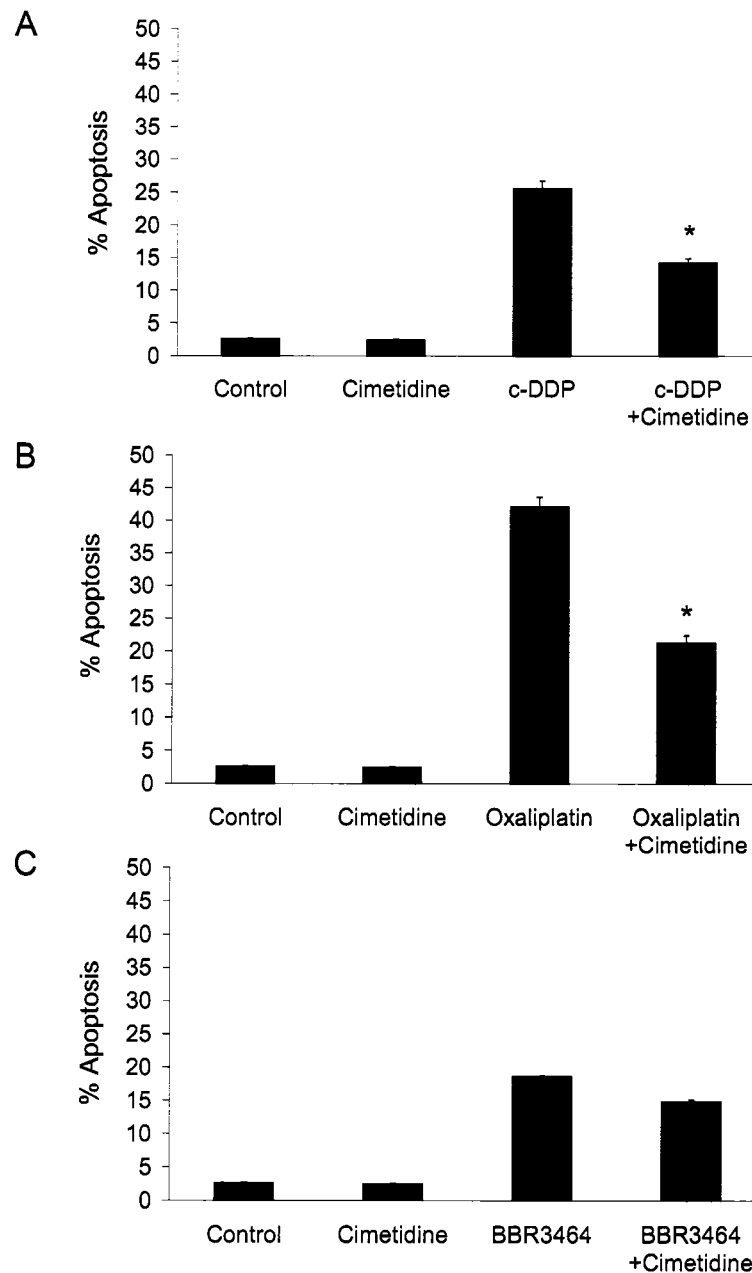 A
% Apoptosis
50
45
40
35
30
25
20
15
10
5
0
*
Control
Cimetidine
c-DDP
c-DDP
+Cimetidine
B
% Apoptosis
50
45
40
35
30
25
20
15
10
5
0
*
Control
Cimetidine
Oxaliplatin
Oxaliplatin
+Cimetidine
C
% Apoptosis
50
45
40
35
30
25
20
15
10
5
0
Control
Cimetidine
BBR3464
BBR3464
+Cimetidine